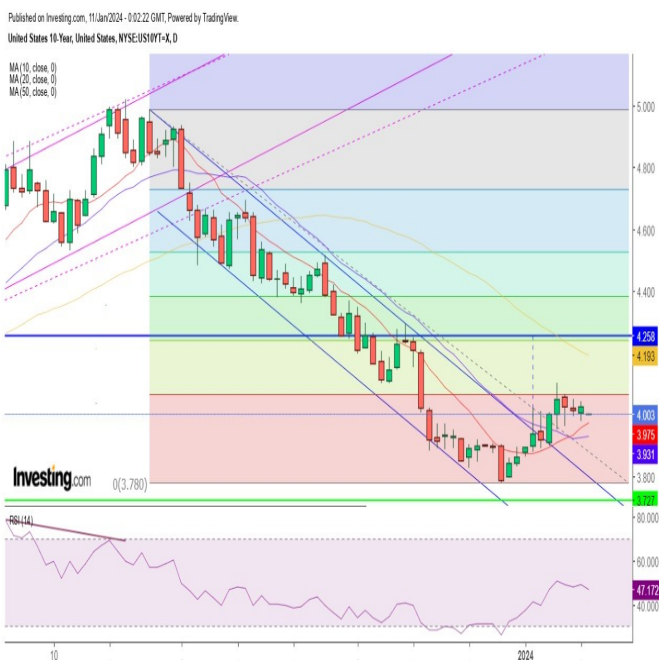 Published on Investing.com, 11/Jan/2024 - 0:02:22 GMT, Powered by TradingView.
United States 10-Year, United States, NYSE:US10YT=X, D
MA (10, close, 0)
MA (20, close, 0)
MA (50, close, 0)
5.000
4.800
4.600
4.400
4.258
4.193
4.003
3.975
3.931
3.800
3.727
Investing.com
0(3.780)
RSI (14)
80.000
60.000
47.172
40.000
10
2024